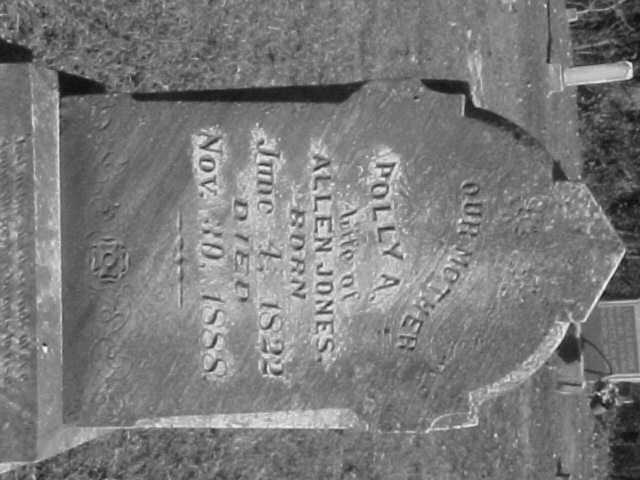 OUR MOTHER
POLLY A.
Wife of
ALLEN JONES.
BORN
June 4, 1822
DIED
Nov. 30, 1888.